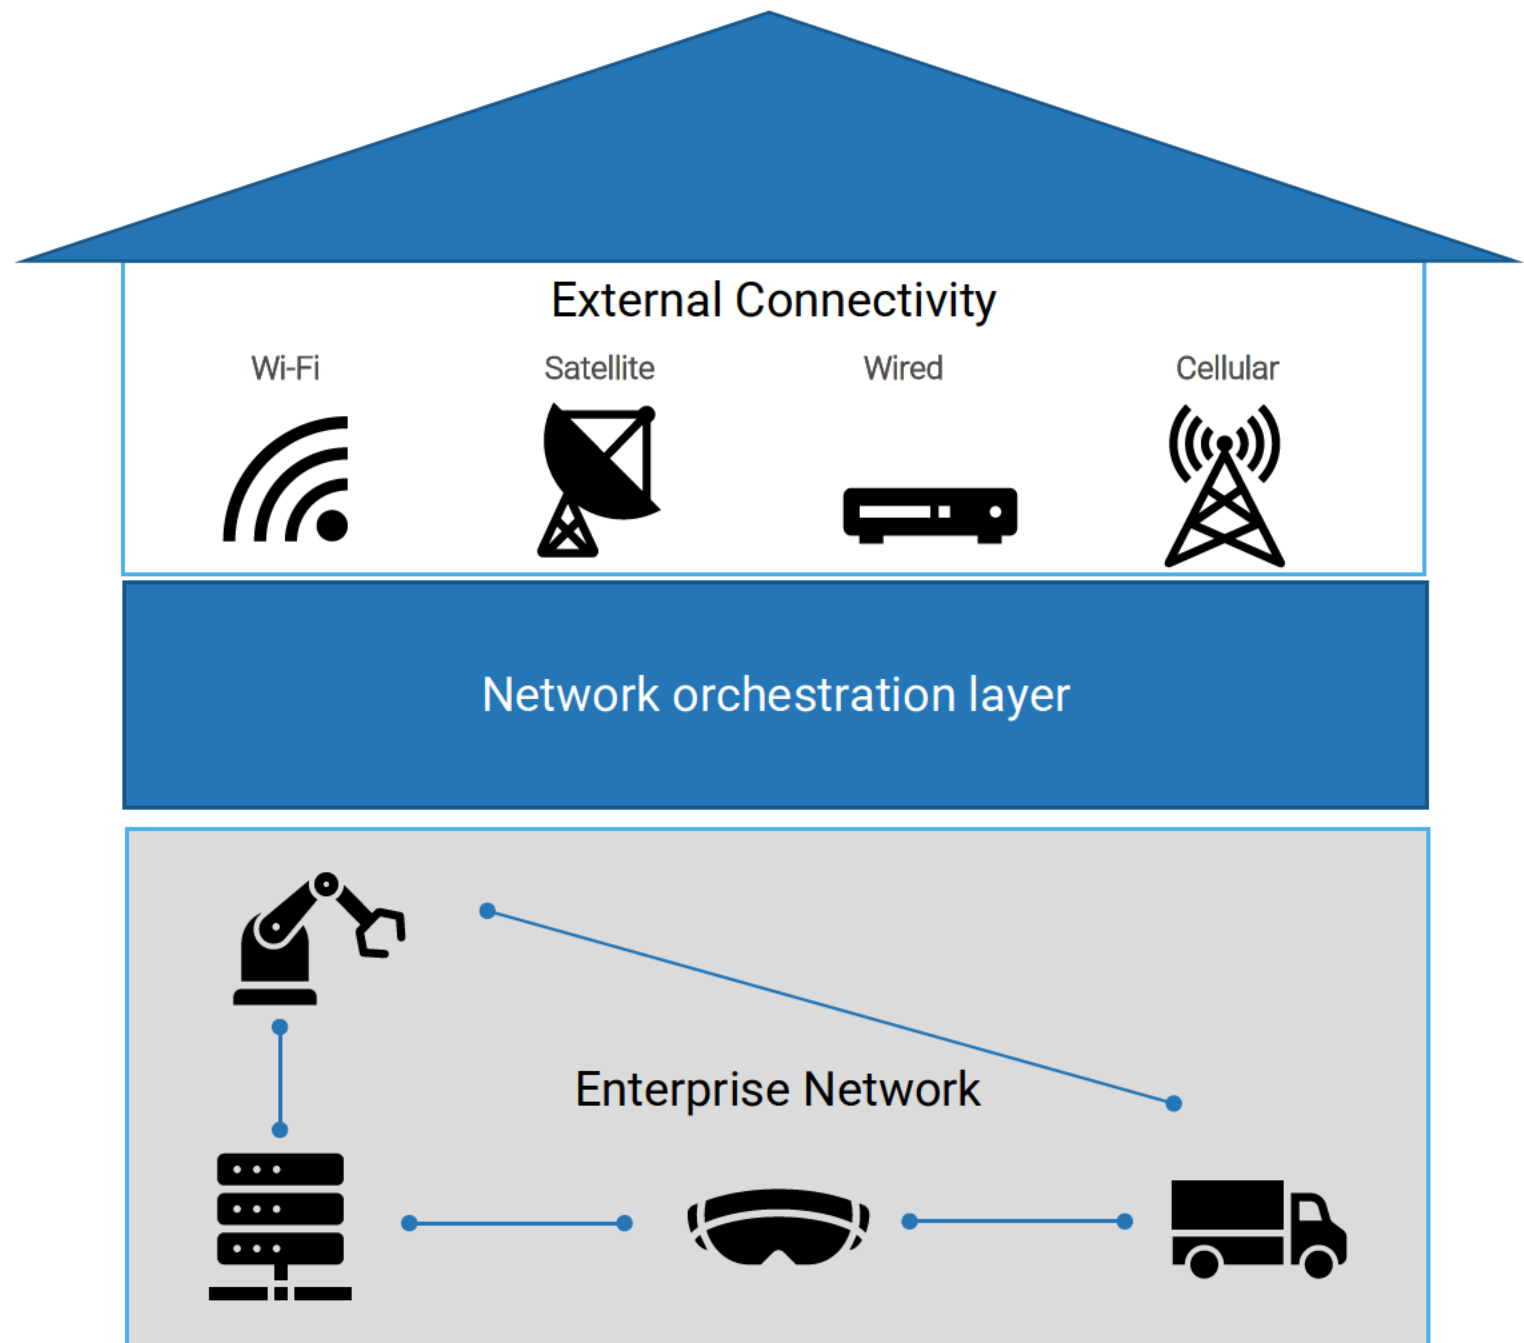 External Connectivity
Wi-Fi Satellite Wired Cellular
Network orchestration layer
Enterprise Network